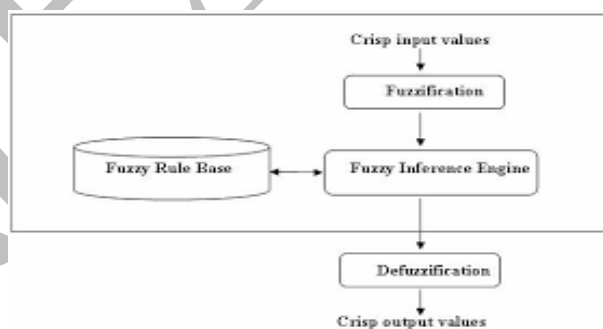 Crisp input values
Fuzzification
Fuzzy Rule Base
Fuzzy Inference Engine
Defuzzification
Crisp output values